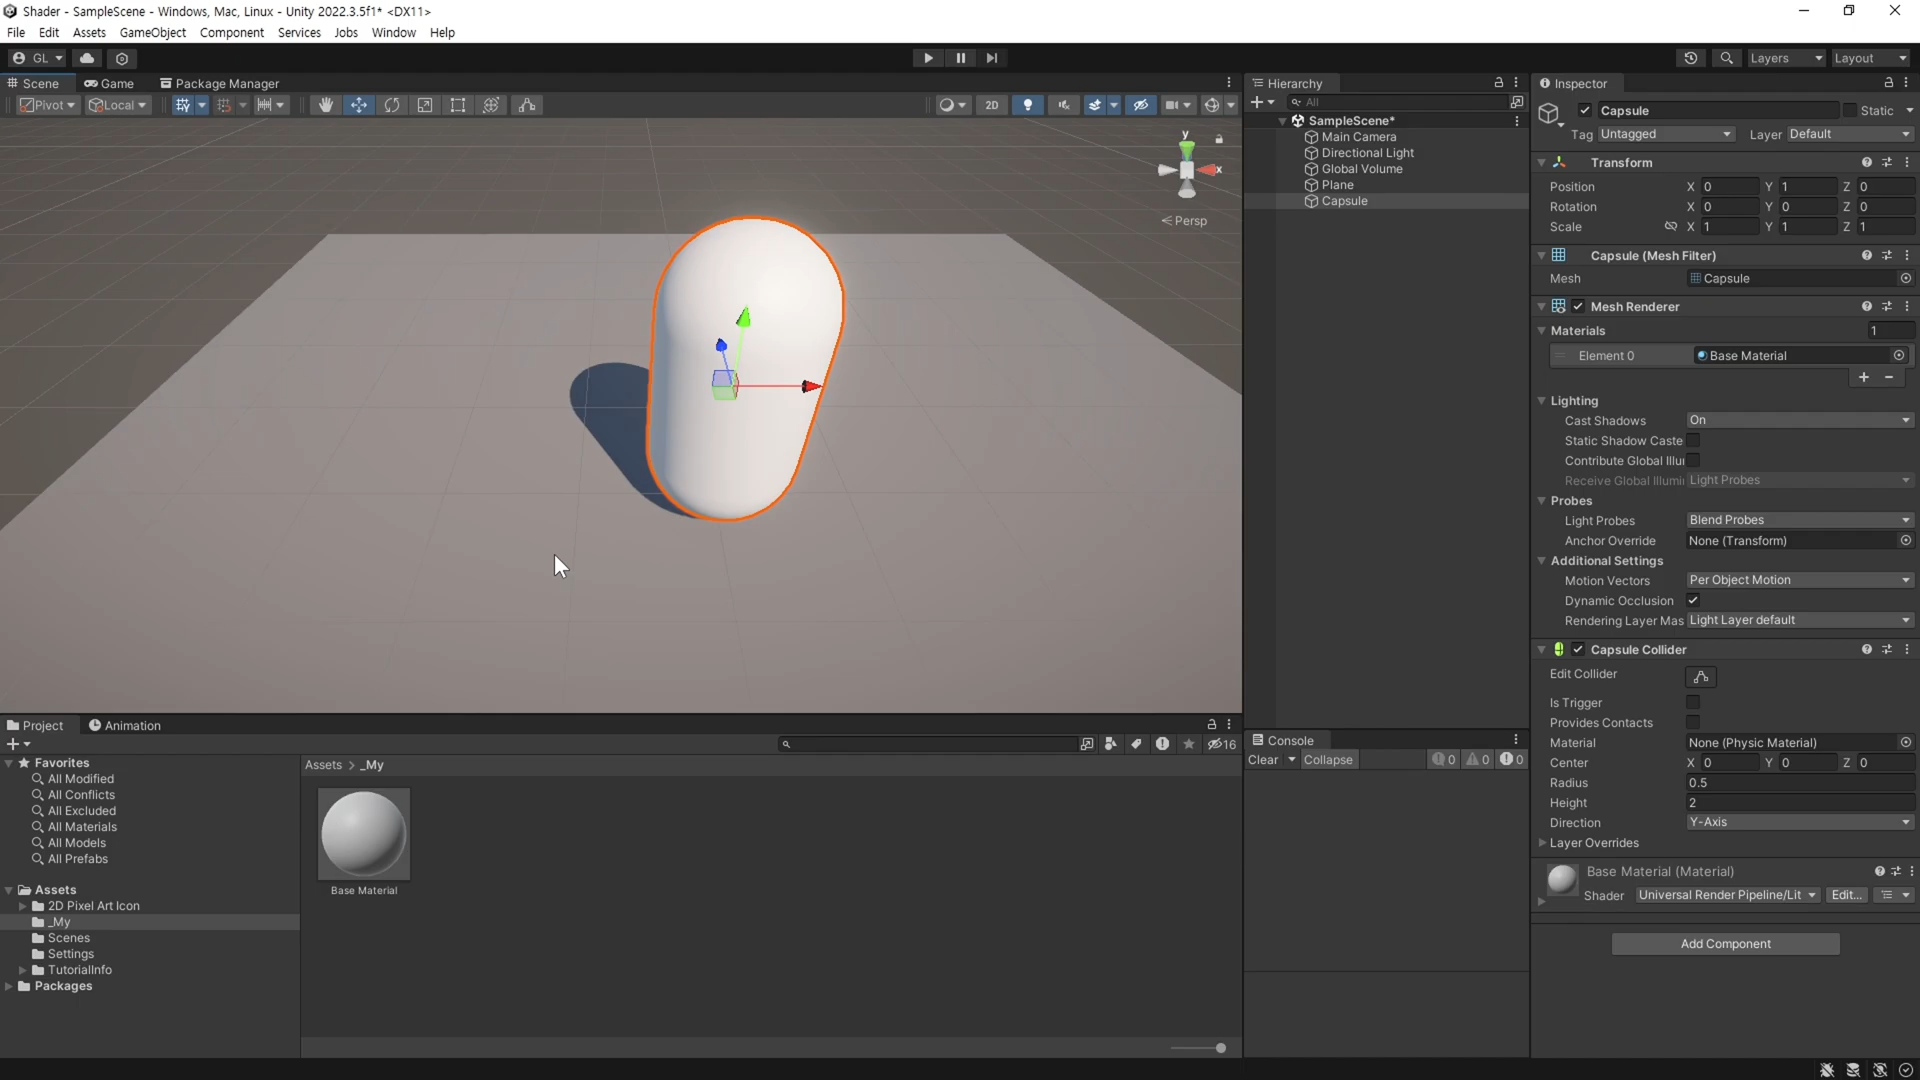 Shader - SampleScene - Windows, Mac, Linux - Unity 2022.3.5f1* <DX11>
File Edit Assets GameObject Component Services Jobs Window Help
GL Layers Layout
Scene Game Package Manager
Pivot Local 2D
y
x
Persp
Hierarchy
All
SampleScene*
Main Camera
Directional Light
Global Volume
Plane
Capsule
Inspector
Capsule Static
Tag Untagged Layer Default
Transform
Position X 0 Y 1 Z 0
Rotation X 0 Y 0 Z 0
Scale X 1 Y 1 Z 1
Capsule (Mesh Filter)
Mesh Capsule
Mesh Renderer
Materials 1
Element 0 Base Material
Lighting
Cast Shadows On
Static Shadow Caste
Contribute Global Illu
Receive Global Illumi Light Probes
Probes
Light Probes Blend Probes
Anchor Override None (Transform)
Additional Settings
Motion Vectors Per Object Motion
Dynamic Occlusion
Rendering Layer Mas Light Layer default
Capsule Collider
Edit Collider
Is Trigger
Provides Contacts
Material None (Physic Material)
Center X 0 Y 0 Z 0
Radius 0.5
Height 2
Direction Y-Axis
Layer Overrides
Base Material (Material)
Shader Universal Render Pipeline/Lit Edit...
Add Component
Project Animation
16
Favorites
All Modified
All Conflicts
All Excluded
All Materials
All Models
All Prefabs
Assets
2D Pixel Art Icon
_My
Scenes
Settings
TutorialInfo
Packages
Assets > _My
Base Material
Console
Clear Collapse 0 0 0